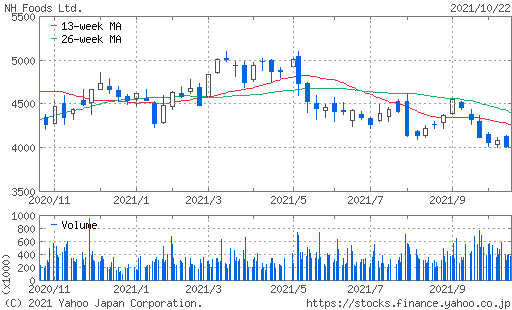 NH Foods Ltd. 2021/10/22
13-week MA
26-week MA
5500
5000
4500
4000
3500
2020/11 2021/1 2021/3 2021/5 2021/7 2021/9
Volume
1000
800
600
400
200
0
(x1000)
2020/11 2021/1 2021/3 2021/5 2021/7 2021/9
(C) 2021 Yahoo Japan Corporation. https://stocks.finance.yahoo.co.jp